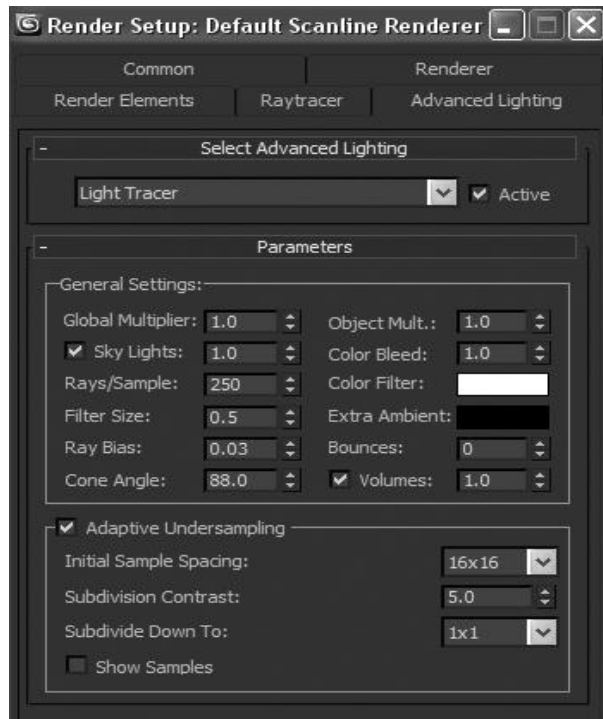 Render Setup: Default Scanline Renderer
Common Renderer
Render Elements Raytracer Advanced Lighting
- Select Advanced Lighting
Light Tracer Active
- Parameters
General Settings:
Global Multiplier: 1.0 Object Mult.: 1.0
Sky Lights: 1.0 Color Bleed: 1.0
Rays/Sample: 250 Color Filter:
Filter Size: 0.5 Extra Ambient:
Ray Bias: 0.03 Bounces: 0
Cone Angle: 88.0 Volumes: 1.0
Adaptive Undersampling
Initial Sample Spacing: 16x16
Subdivision Contrast: 5.0
Subdivide Down To: 1x1
Show Samples